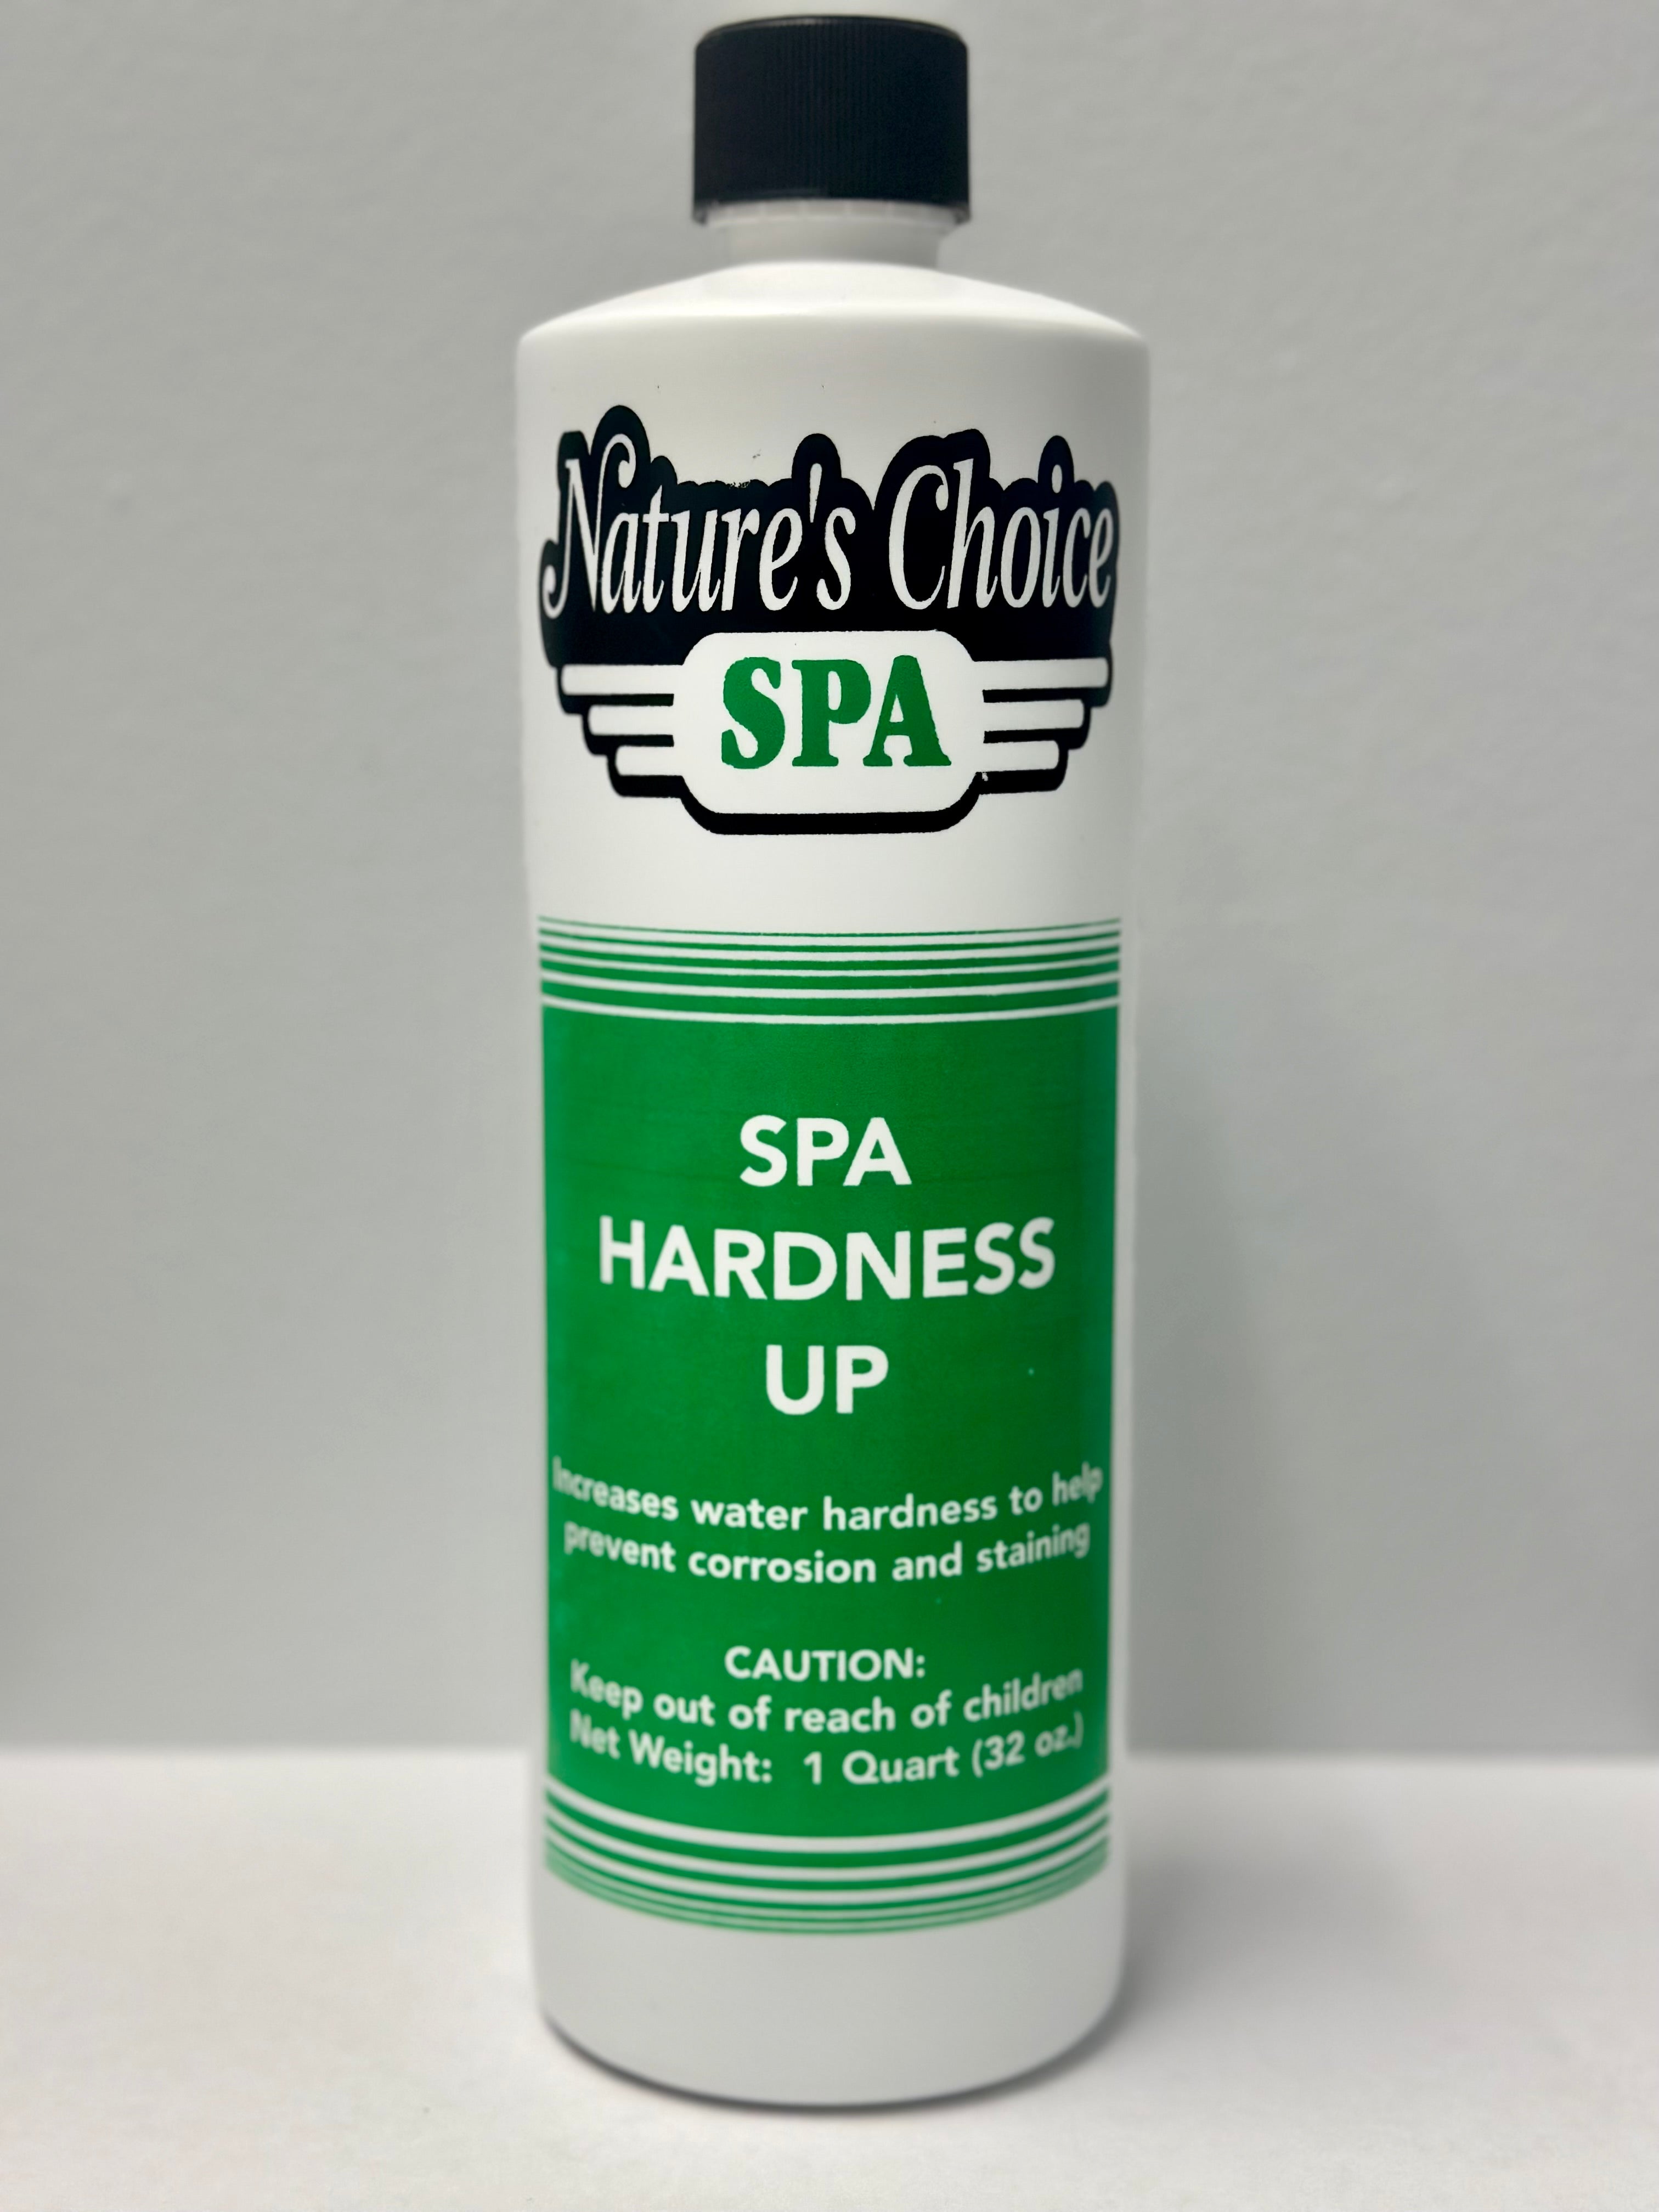 Nature's Choice
SPA
SPA
HARDNESS
UP
Increases water hardness to help
prevent corrosion and staining
CAUTION:
Keep out of reach of children
Net Weight: 1 Quart (32 oz.)